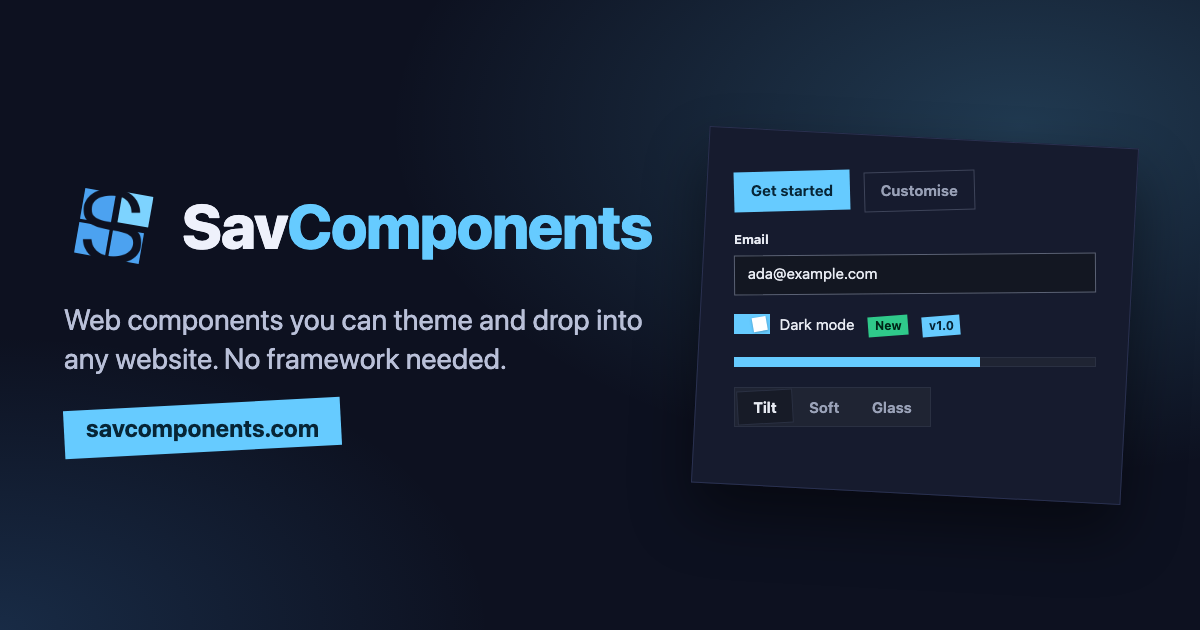 S
SavComponents
Web components you can theme and drop into
any website. No framework needed.
savcomponents.com
Get started
Customise
Email
ada@example.com
Dark mode
New
v1.0
Tilt
Soft
Glass